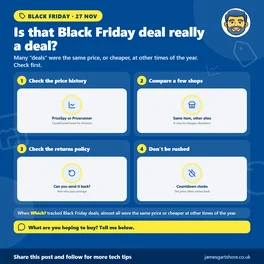 BLACK FRIDAY · 27 NOV
Is that Black Friday deal really
a deal?
Many "deals" were the same price, or cheaper, at other times of the year.
Check first.
1 Check the price history
PriceSpy or PriceRunner
CamelCamelCamel for Amazon
2 Compare a few shops
Same item, other sites
3 Check the returns policy
Can you send it back?
4 Don't be rushed
Countdown clocks
When Which? tracked Black Friday deals, almost all were the same price or cheaper at other times of the year.
What are you hoping to buy? Tell me below.
Share this post and follow for more tech tips
jamesgartshore.co.uk